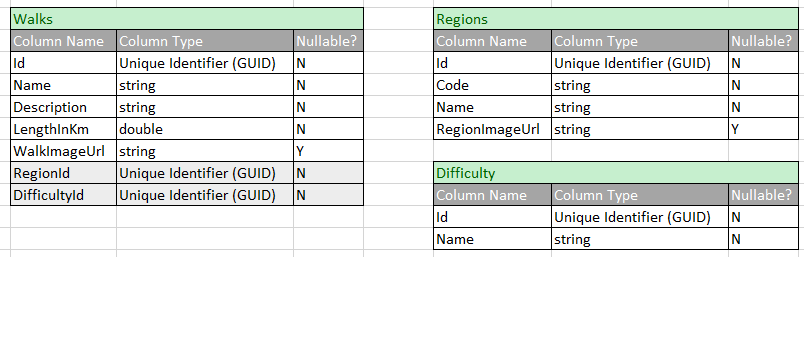 Walks
Column Name Column Type Nullable?
Id Unique Identifier (GUID) N
Name string N
Description string N
LengthInKm double N
WalkImageUrl string Y
RegionId Unique Identifier (GUID) N
DifficultyId Unique Identifier (GUID) N
Regions
Column Name Column Type Nullable?
Id Unique Identifier (GUID) N
Code string N
Name string N
RegionImageUrl string Y
Difficulty
Column Name Column Type Nullable?
Id Unique Identifier (GUID) N
Name string N